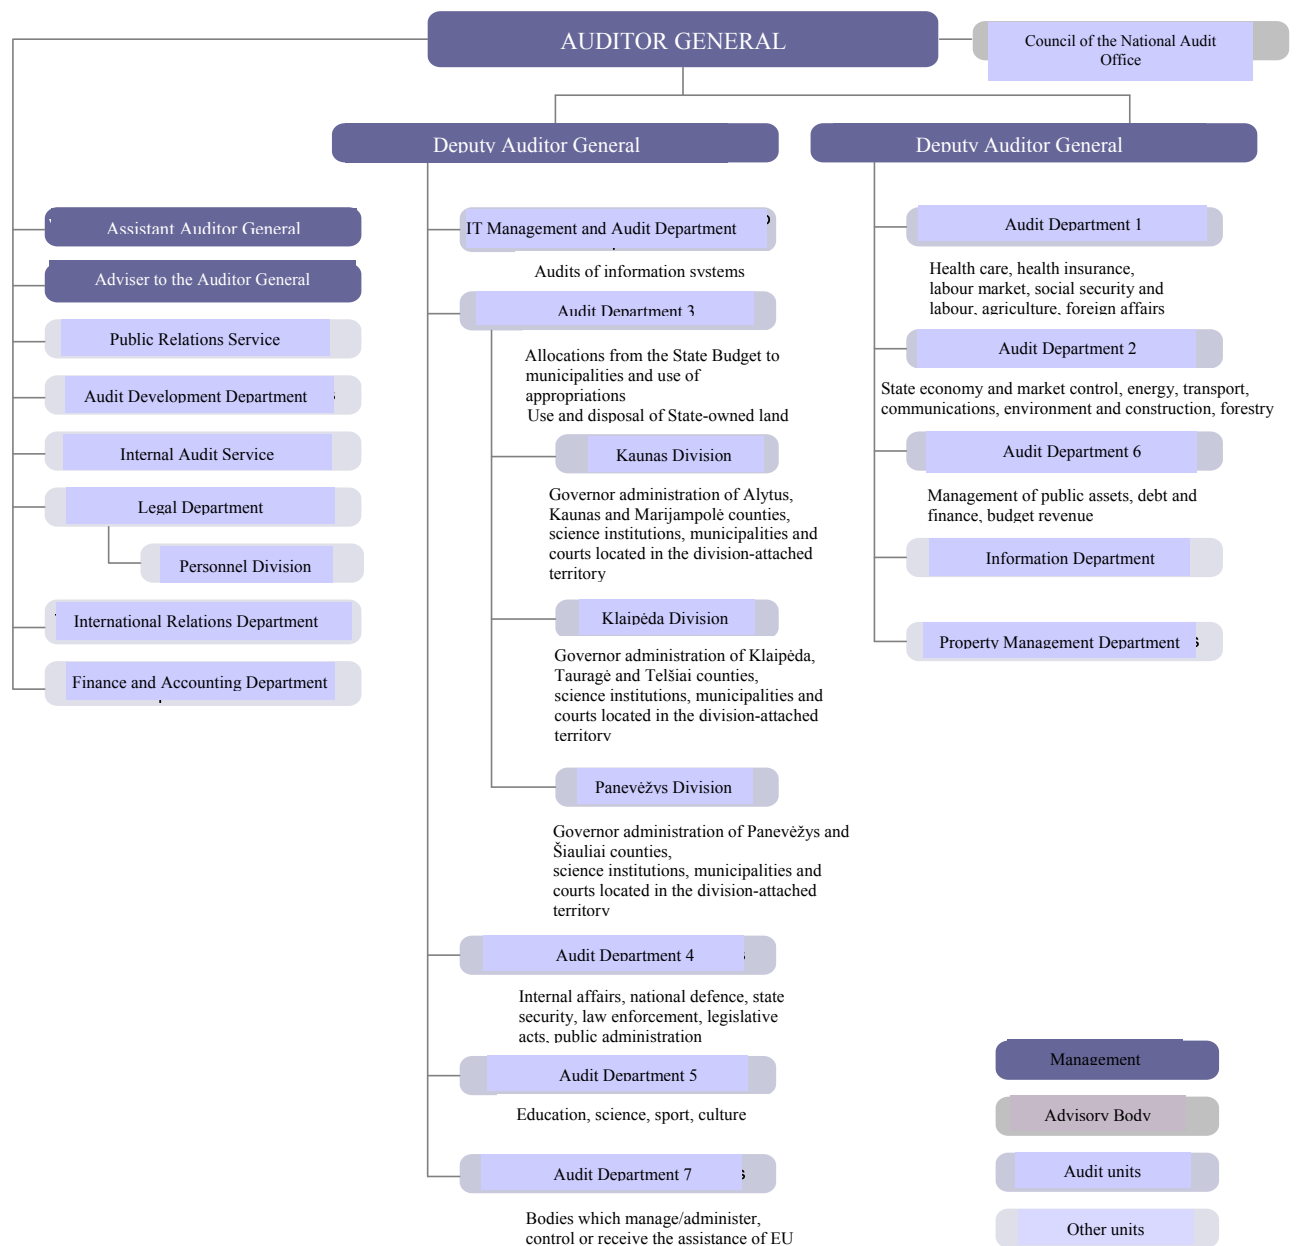 AUDITOR GENERAL
Council of the National Audit
Office
Deputy Auditor General
Deputy Auditor General
Assistant Auditor General
Adviser to the Auditor General
Public Relations Service
Audit Development Department
Internal Audit Service
Legal Department
Personnel Division
International Relations Department
Finance and Accounting Department
IT Management and Audit Department
Audits of information systems
Audit Department 3
Allocations from the State Budget to
municipalities and use of
appropriations
Use and disposal of State-owned land
Kaunas Division
Governor administration of Alytus,
Kaunas and Marijampolė counties,
science institutions, municipalities and
courts located in the division-attached
territory
Klaipėda Division
Governor administration of Klaipėda,
Tauragė and Telšiai counties,
science institutions, municipalities and
courts located in the division-attached
territory
Panevėžys Division
Governor administration of Panevėžys and
Šiauliai counties,
science institutions, municipalities and
courts located in the division-attached
territory
Audit Department 4
Internal affairs, national defence, state
security, law enforcement, legislative
acts, public administration
Audit Department 5
Education, science, sport, culture
Audit Department 7
Bodies which manage/administer,
control or receive the assistance of EU
Audit Department 1
Health care, health insurance,
labour market, social security and
labour, agriculture, foreign affairs
Audit Department 2
State economy and market control, energy, transport,
communications, environment and construction, forestry
Audit Department 6
Management of public assets, debt and
finance, budget revenue
Information Department
Property Management Department
Management
Advisory Body
Audit units
Other units